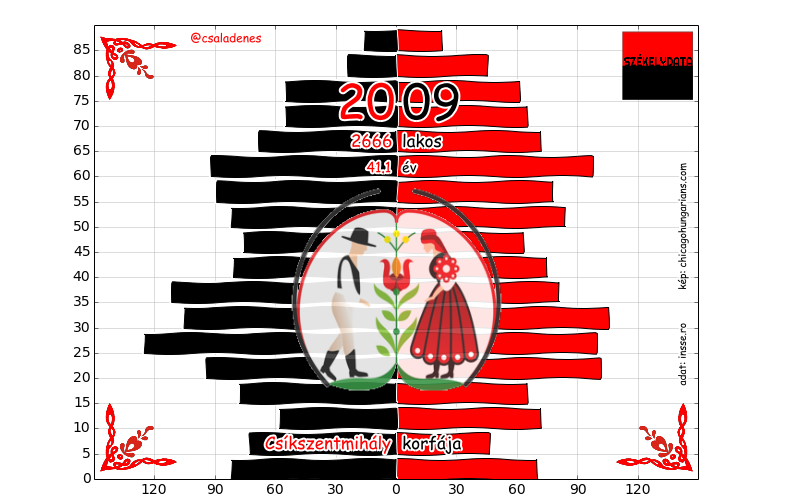 @csaladenes
SZÉKELYDATA
2009
2666 lakos
41,1 év
kép: chicagohungarians.com
adat: insse.ro
Csíkszentmihály korfája
85
80
75
70
65
60
55
50
45
40
35
30
25
20
15
10
5
0
120 90 60 30 0 30 60 90 120